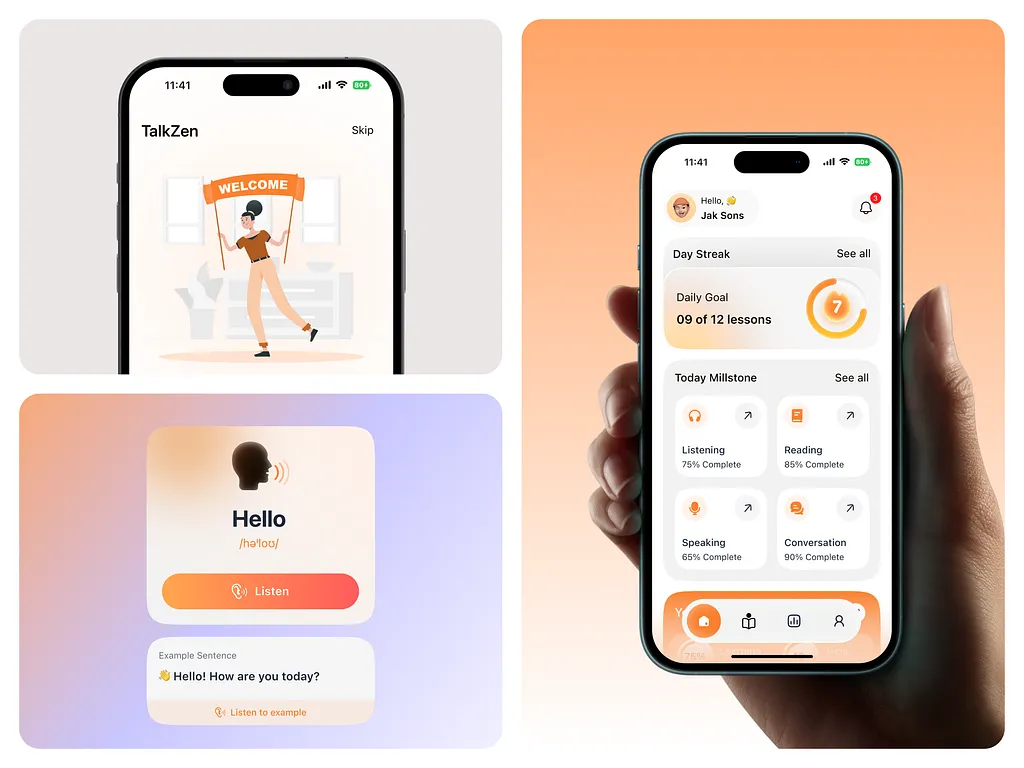 11:41
80
TalkZen
Skip
WELCOME
Hello
/həˈloʊ/
Listen
Example Sentence
👋 Hello! How are you today?
Listen to example
11:41
80
Hello, 👋
Jak Sons
3
Day Streak
See all
Daily Goal
09 of 12 lessons
7
Today Millstone
See all
Listening
75% Complete
Reading
85% Complete
Speaking
65% Complete
Conversation
90% Complete
75%